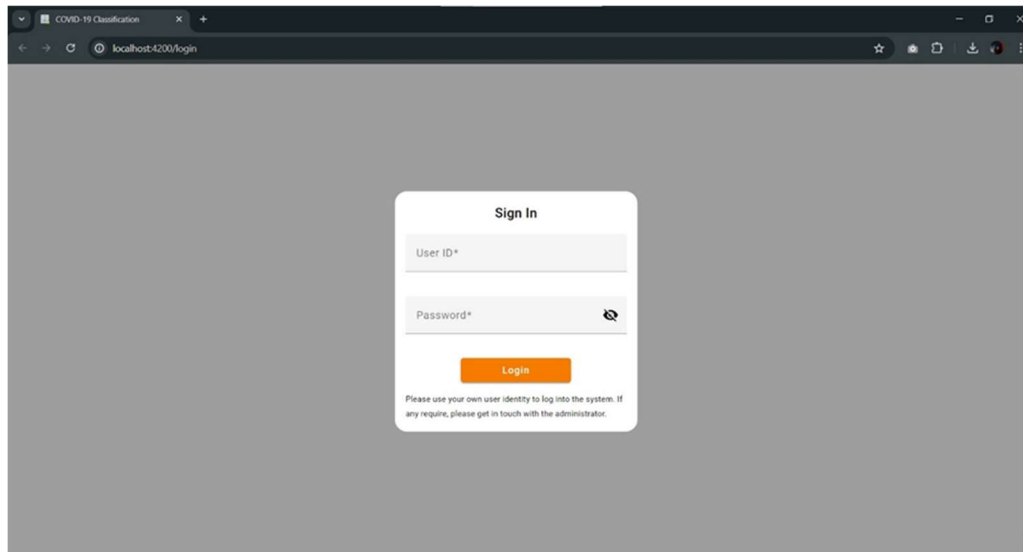 COVID-19 Classification
localhost:4200/login
Sign In
User ID*
Password*
Login
Please use your own user identity to log into the system. If
any require, please get in touch with the administrator.